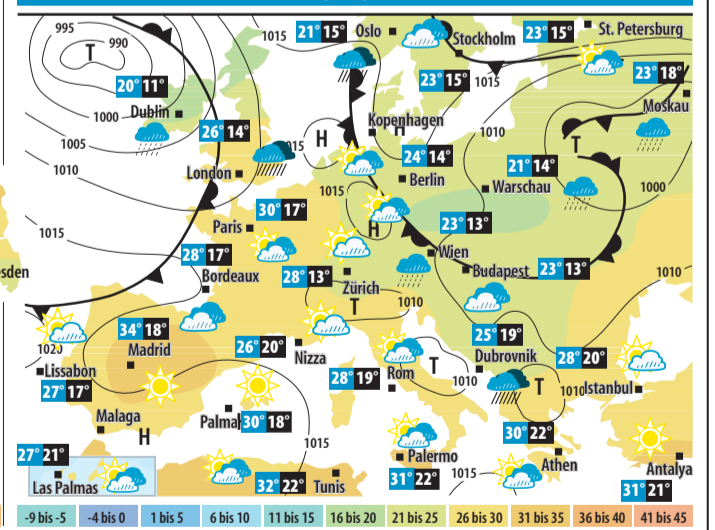 995
990
T
1015
21° 15° Oslo
Stockholm
23° 15° St. Petersburg
20° 11°
23° 15°
1015
23° 18°
Moskau
1000
Dublin
26° 14°
Kopenhagen
H
H
1010
T
1005
1010
London
1015
24° 14°
Berlin
21° 14°
Warschau
1000
1015
30° 17°
Paris
H
23° 13°
1015
28° 17°
Bordeaux
28° 13°
Zürich
Wien
Budapest
23° 13°
1010
esden
T
1010
34° 18°
Madrid
26° 20°
Nizza
25° 19°
Dubrovnik
28° 20°
Istanbul
1020
Lissabon
27° 17°
28° 19°
Rom
T
1010
T
1010
Malaga
H
Palma
30° 18°
1015
30° 22°
Athen
27° 21°
Las Palmas
32° 22°
Tunis
Palermo
31° 22°
1015
Antalya
31° 21°
-9 bis -5 -4 bis 0 1 bis 5 6 bis 10 11 bis 15 16 bis 20 21 bis 25 26 bis 30 31 bis 35 36 bis 40 41 bis 45